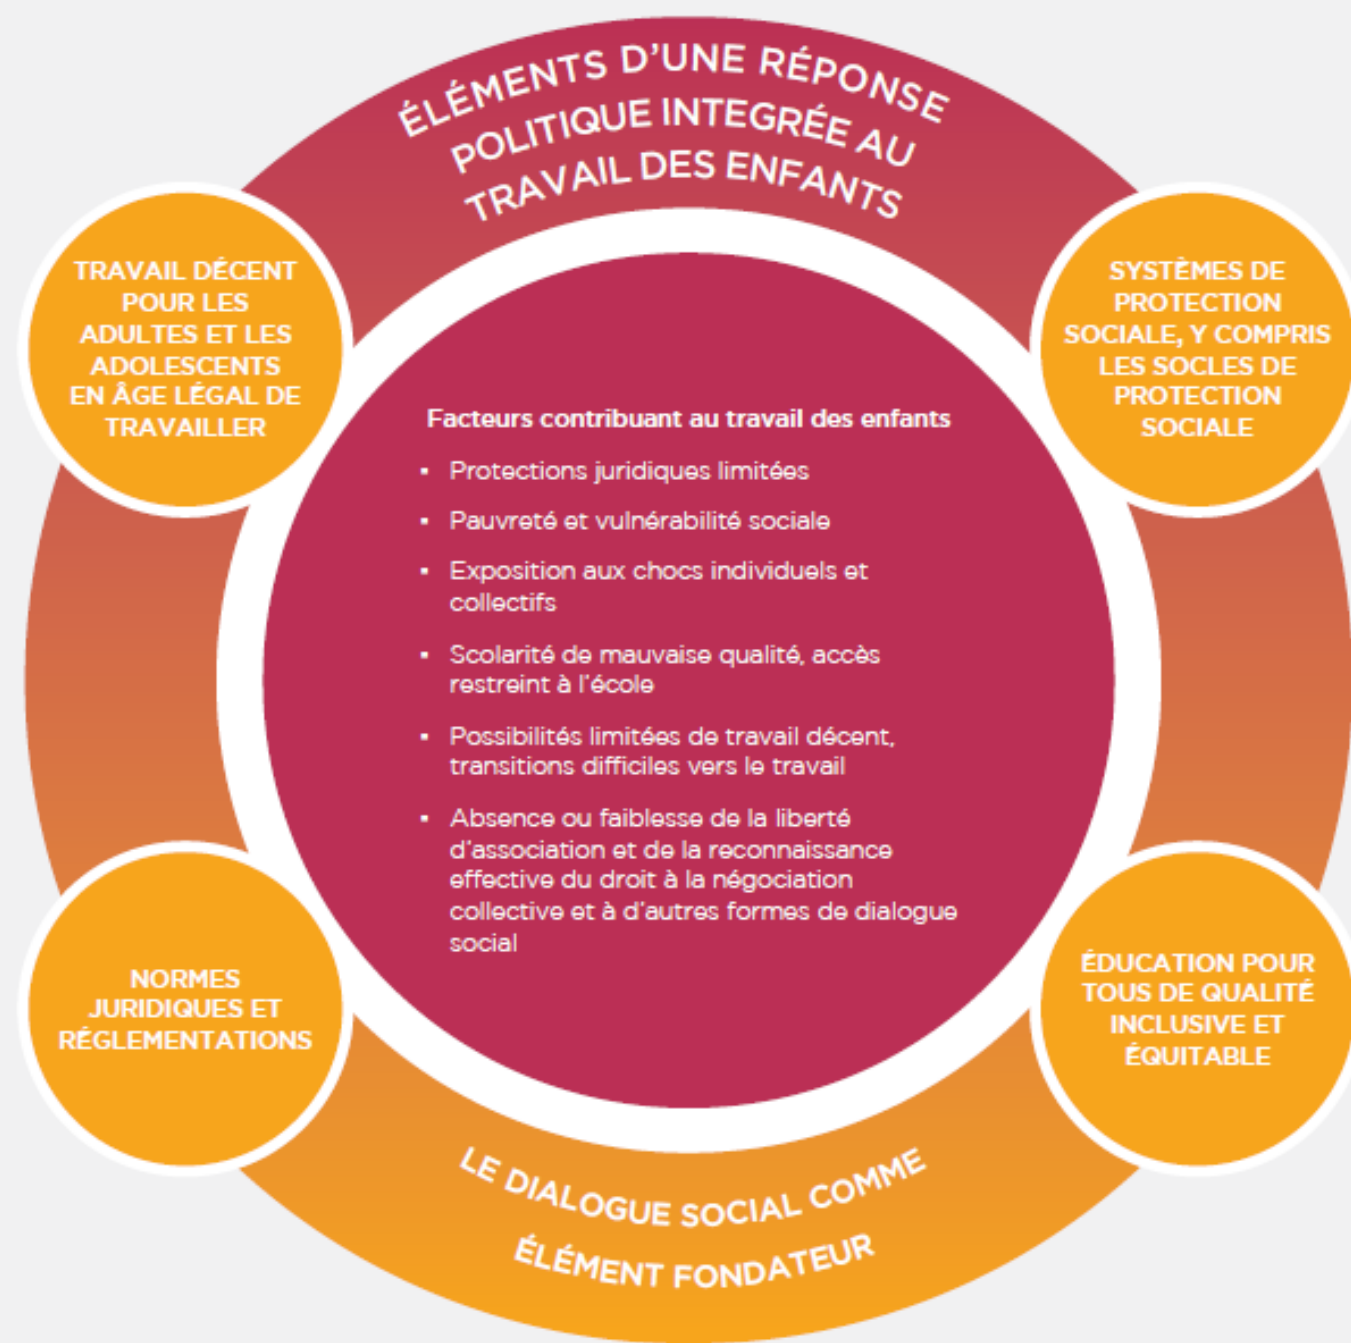 ÉLÉMENTS D'UNE RÉPONSE
POLITIQUE INTEGRÉE AU
TRAVAIL DES ENFANTS
TRAVAIL DÉCENT
POUR LES
ADULTES ET LES
ADOLESCENTS
EN ÂGE LÉGAL DE
TRAVAILLER
SYSTÈMES DE
PROTECTION
SOCIALE, Y COMPRIS
LES SOCLES DE
PROTECTION
SOCIALE
Facteurs contribuant au travail des enfants
▪ Protections juridiques limitées
▪ Pauvreté et vulnérabilité sociale
▪ Exposition aux chocs individuels et
collectifs
▪ Scolarité de mauvaise qualité, accès
restreint à l'école
▪ Possibilités limitées de travail décent,
transitions difficiles vers le travail
▪ Absence ou faiblesse de la liberté
d'association et de la reconnaissance
effective du droit à la négociation
collective et à d'autres formes de dialogue
social
NORMES
JURIDIQUES ET
RÉGLEMENTATIONS
ÉDUCATION POUR
TOUS DE QUALITÉ
INCLUSIVE ET
ÉQUITABLE
LE DIALOGUE SOCIAL COMME
ÉLÉMENT FONDATEUR